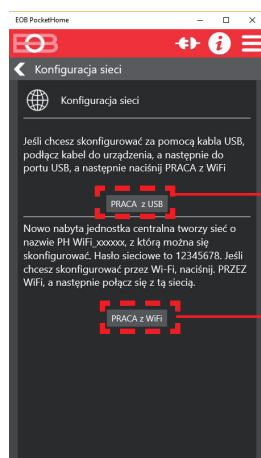 EOB PocketHome
EOB
Konfiguracja sieci
Konfiguracja sieci
Jeśli chcesz skonfigurować za pomocą kabla USB,
podłącz kabel do urządzenia, a następnie do
portu USB, a następnie naciśnij PRACA z WiFi
PRACA z USB
Nowo nabyta jednostka centralna tworzy sieć o
nazwie PH WiFi_xxxxxx, z którą można się
skonfigurować. Hasło sieciowe to 12345678. Jeśli
chcesz skonfigurować przez Wi-Fi, naciśnij. PRZEZ
WiFi, a następnie połącz się z tą siecią.
PRACA z WiFi